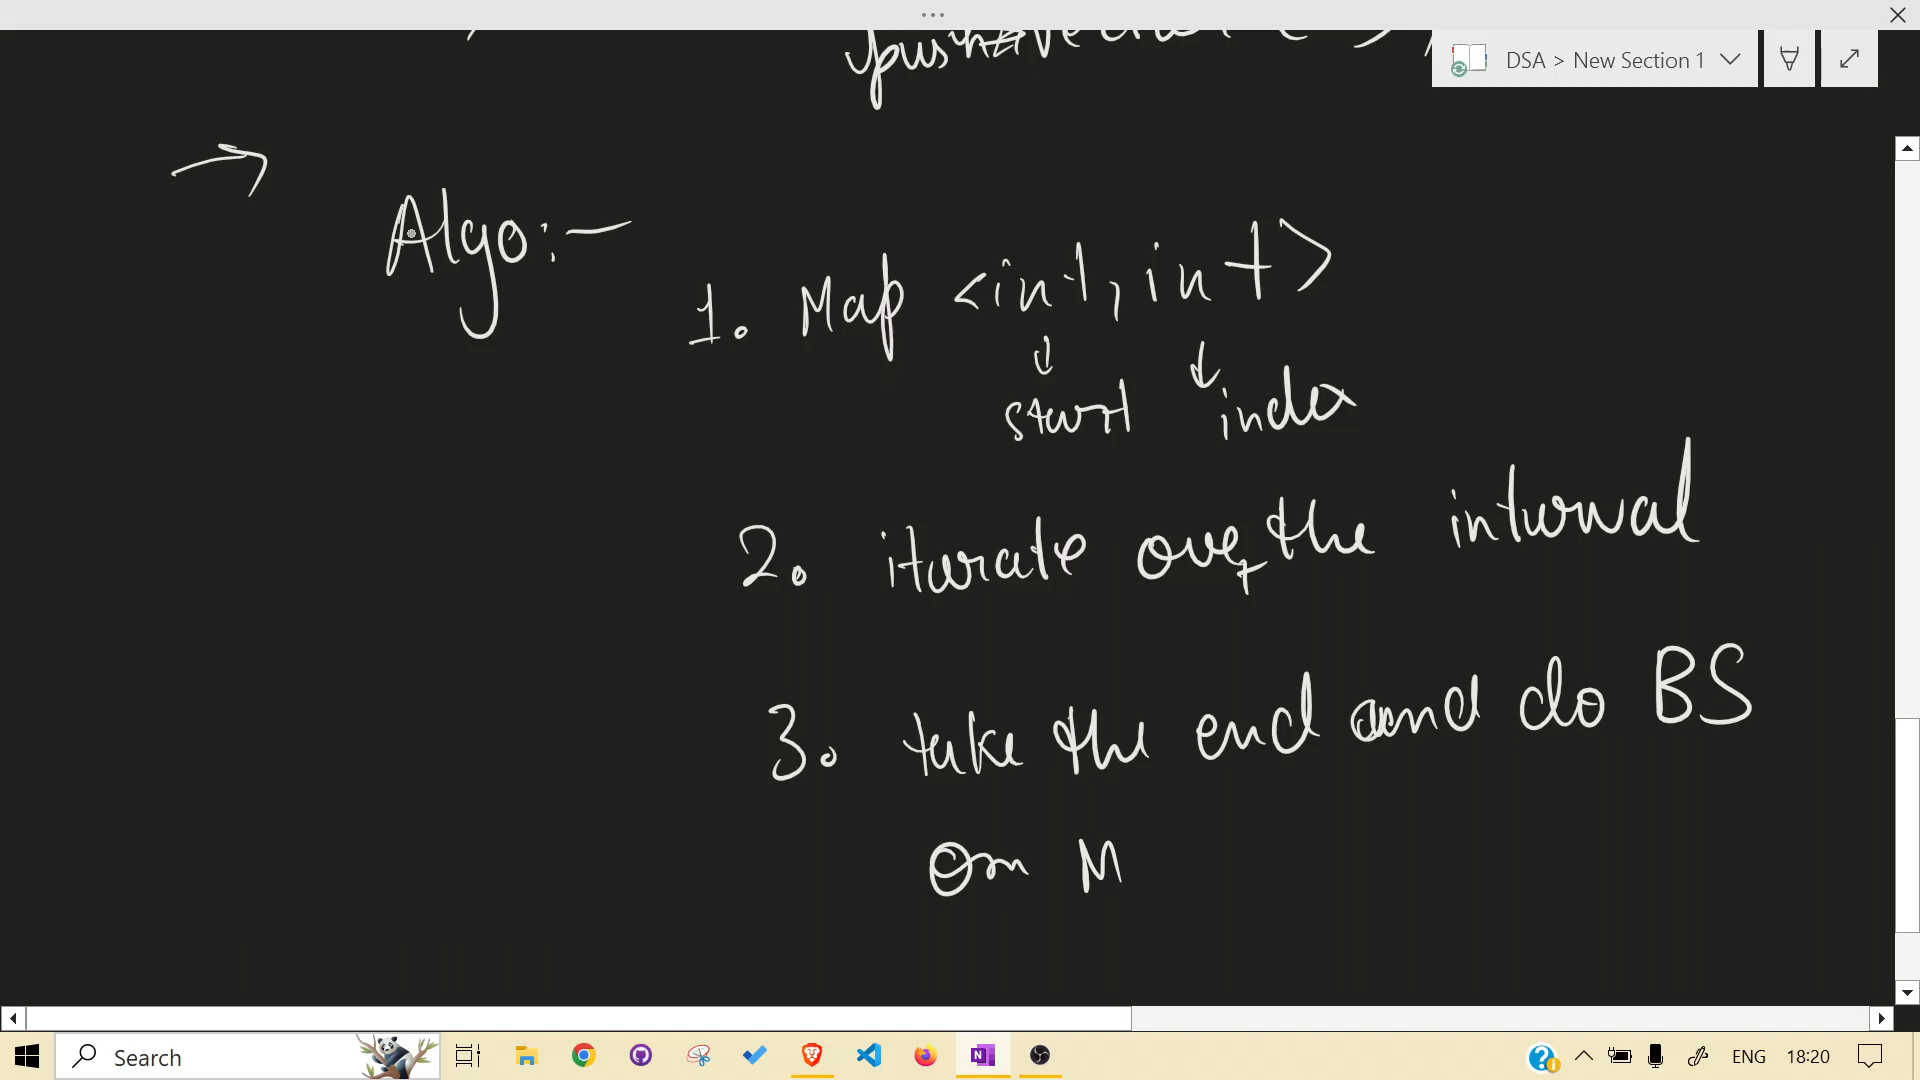 DSA > New Section 1
Algo:-
1. Map <int, int>
start index
2. iterate over the interval
3. take the end and do BS
on M
Search
ENG 18:20